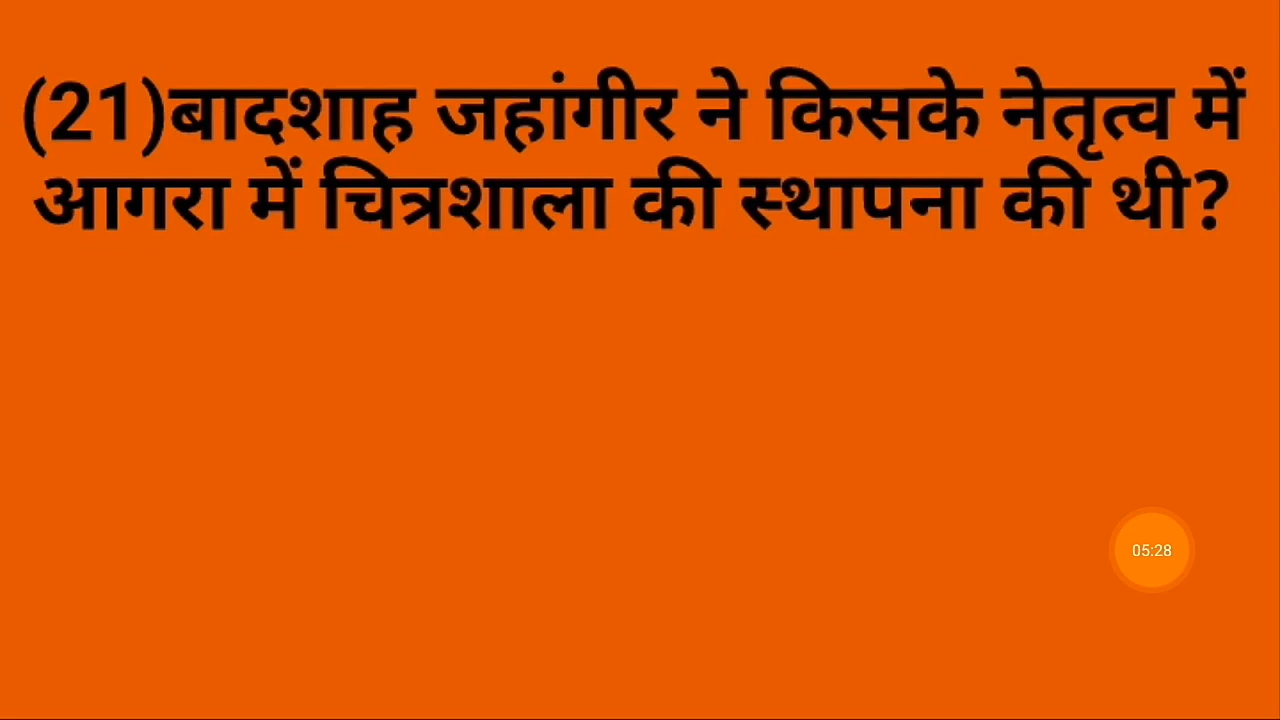 (21)बादशाह जहांगीर ने किसके नेतृत्व में
आगरा में चित्रशाला की स्थापना की थी?
05:28